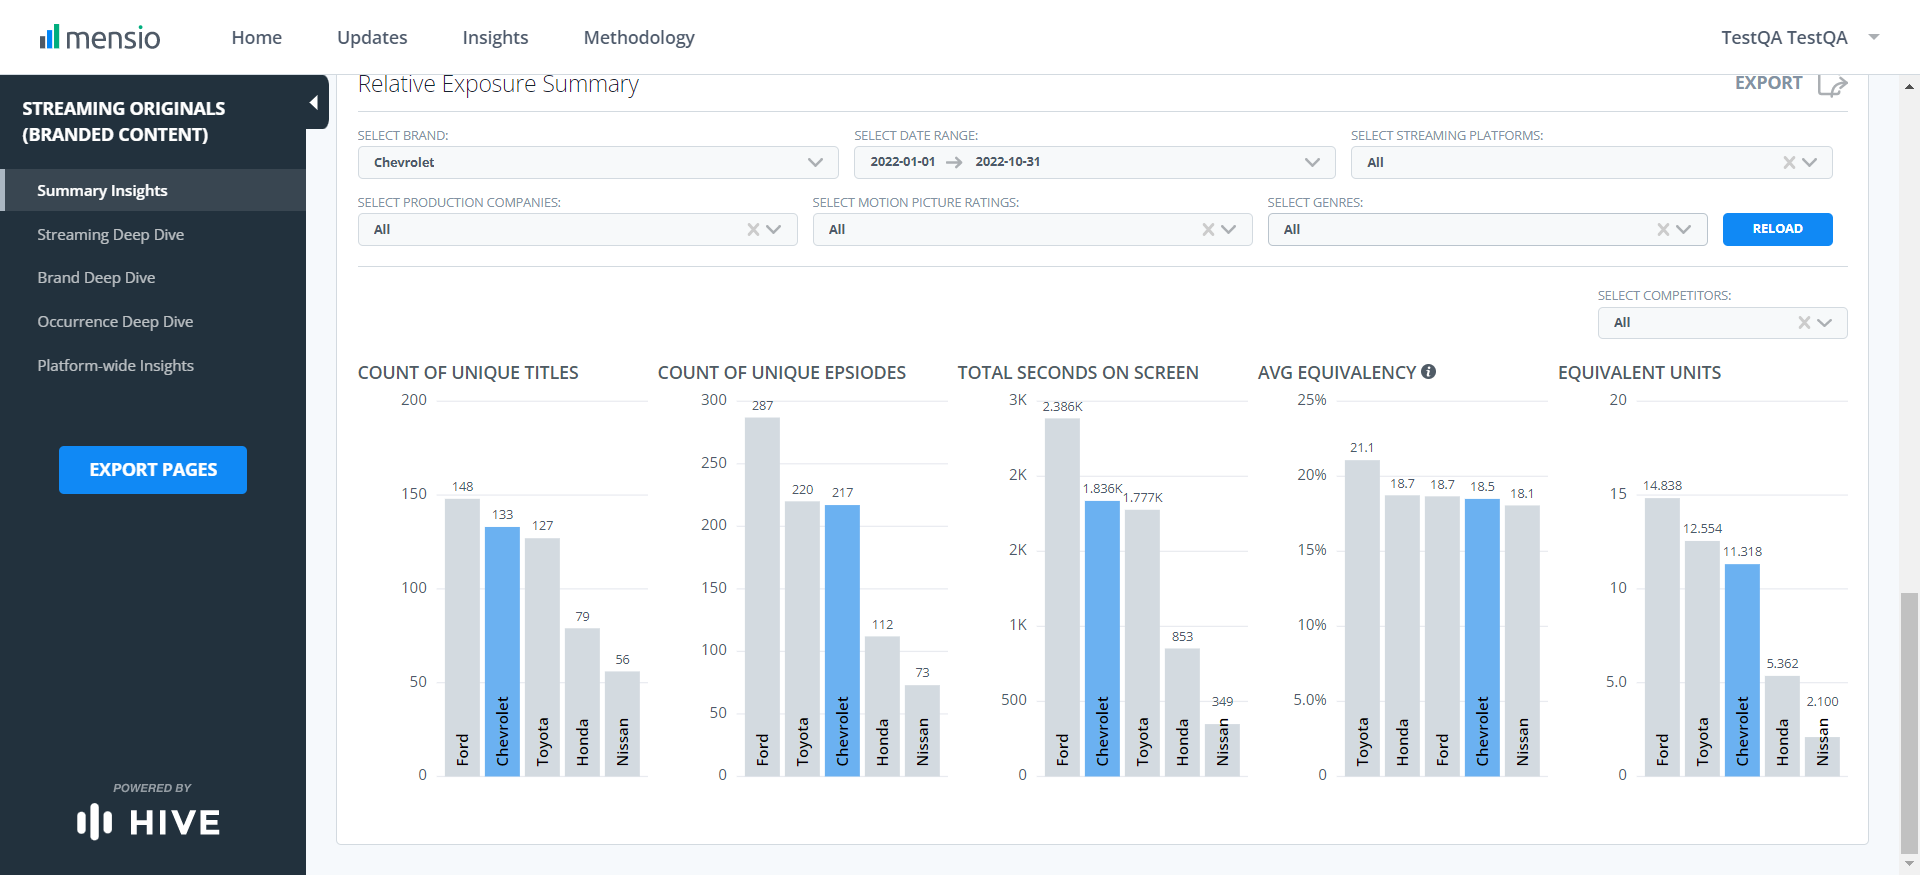 mensio
Home
Updates
Insights
Methodology
TestQA TestQA
STREAMING ORIGINALS
(BRANDED CONTENT)
Summary Insights
Streaming Deep Dive
Brand Deep Dive
Occurrence Deep Dive
Platform-wide Insights
EXPORT PAGES
POWERED BY
HIVE
Relative Exposure Summary
EXPORT
SELECT BRAND:
Chevrolet
SELECT DATE RANGE:
2022-01-01 → 2022-10-31
SELECT STREAMING PLATFORMS:
All
SELECT PRODUCTION COMPANIES:
All
SELECT MOTION PICTURE RATINGS:
All
SELECT GENRES:
All
RELOAD
SELECT COMPETITORS:
All
COUNT OF UNIQUE TITLES
200
150
100
50
0
148
133
127
79
56
Ford
Chevrolet
Toyota
Honda
Nissan
COUNT OF UNIQUE EPSIODES
300
250
200
150
100
50
0
287
220
217
112
73
Ford
Toyota
Chevrolet
Honda
Nissan
TOTAL SECONDS ON SCREEN
3K
2K
2K
1K
500
0
2.386K
1.836K
1.777K
853
349
Ford
Chevrolet
Toyota
Honda
Nissan
AVG EQUIVALENCY
25%
20%
15%
10%
5.0%
0
21.1
18.7
18.7
18.5
18.1
Toyota
Honda
Ford
Chevrolet
Nissan
EQUIVALENT UNITS
20
15
10
5.0
0
14.838
12.554
11.318
5.362
2.100
Ford
Toyota
Chevrolet
Honda
Nissan